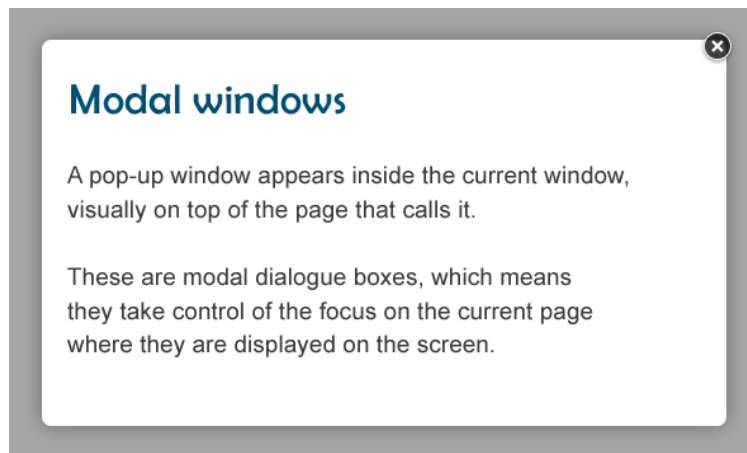 Modal windows
A pop-up window appears inside the current window,
visually on top of the page that calls it.
These are modal dialogue boxes, which means
they take control of the focus on the current page
where they are displayed on the screen.